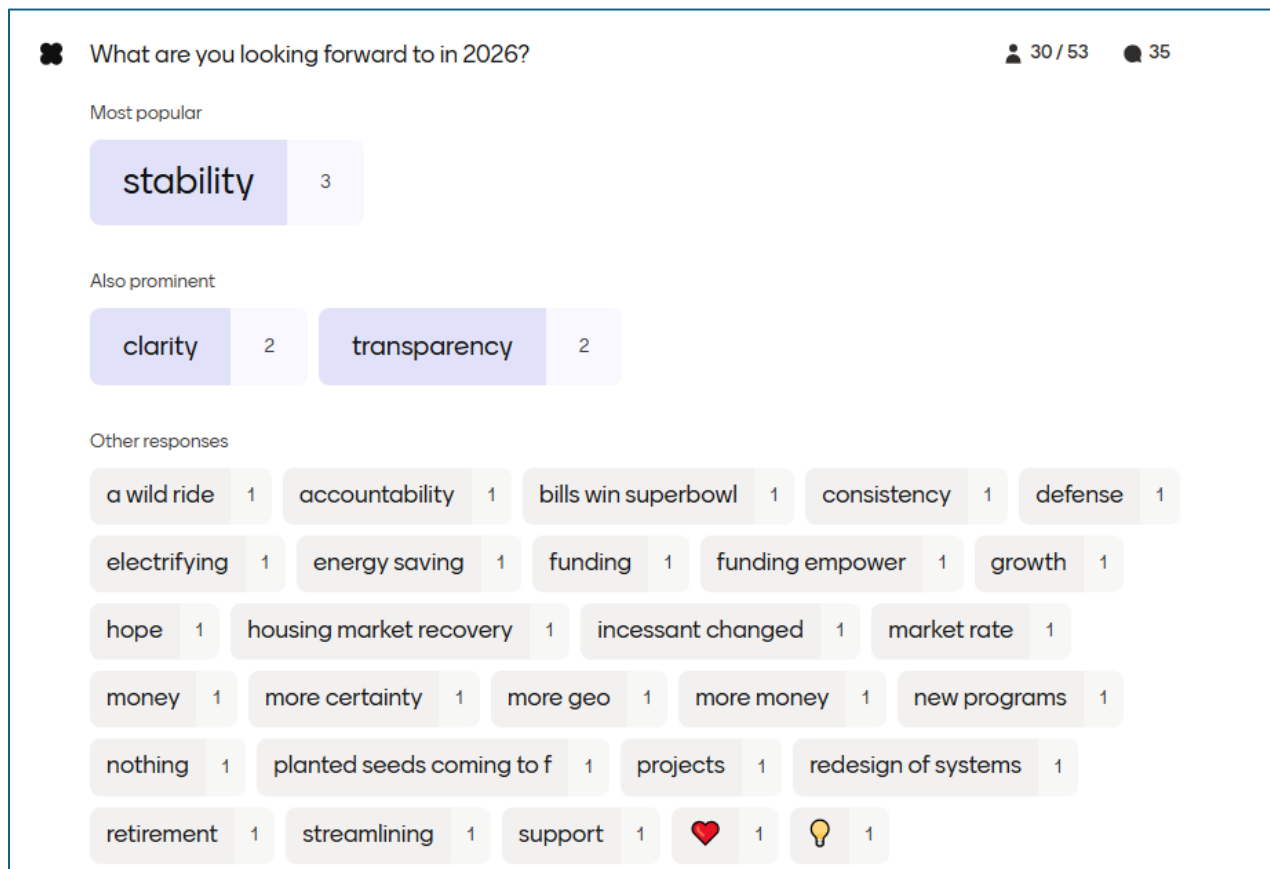 What are you looking forward to in 2026? 30 / 53 35
Most popular
stability 3
Also prominent
clarity 2 transparency 2
Other responses
a wild ride 1 accountability 1 bills win superbowl 1 consistency 1 defense 1
electrifying 1 energy saving 1 funding 1 funding empower 1 growth 1
hope 1 housing market recovery 1 incessant changed 1 market rate 1
money 1 more certainty 1 more geo 1 more money 1 new programs 1
nothing 1 planted seeds coming to f 1 projects 1 redesign of systems 1
retirement 1 streamlining 1 support 1 ❤️ 1 💡 1